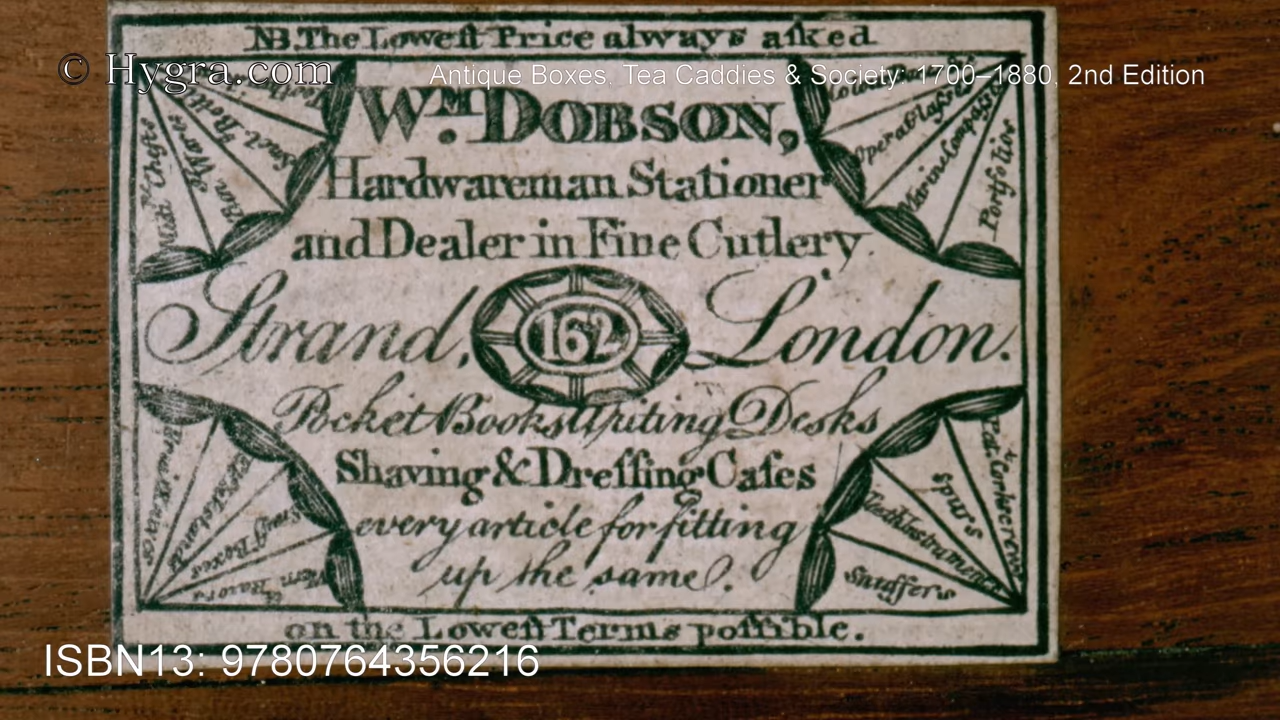 NB. The Loweſt Price always aſked
© Hygra.com
Antique Boxes, Tea Caddies & Society: 1700–1880, 2nd Edition
Wᴹ. DOBSON,
Hardwareman Stationer
and Dealer in Fine Cutlery
Strand, 162 London.
Pocket Books Writing Deſks
Shaving & Dreſſing Caſes
every article for fitting
up the same.
on the Loweſt Terms poſſible.
Opera Glaſses
Marine Compaſs
Portfolios
Snuff Boxes
Razors
Spurs
Snuffers
ISBN13: 9780764356216